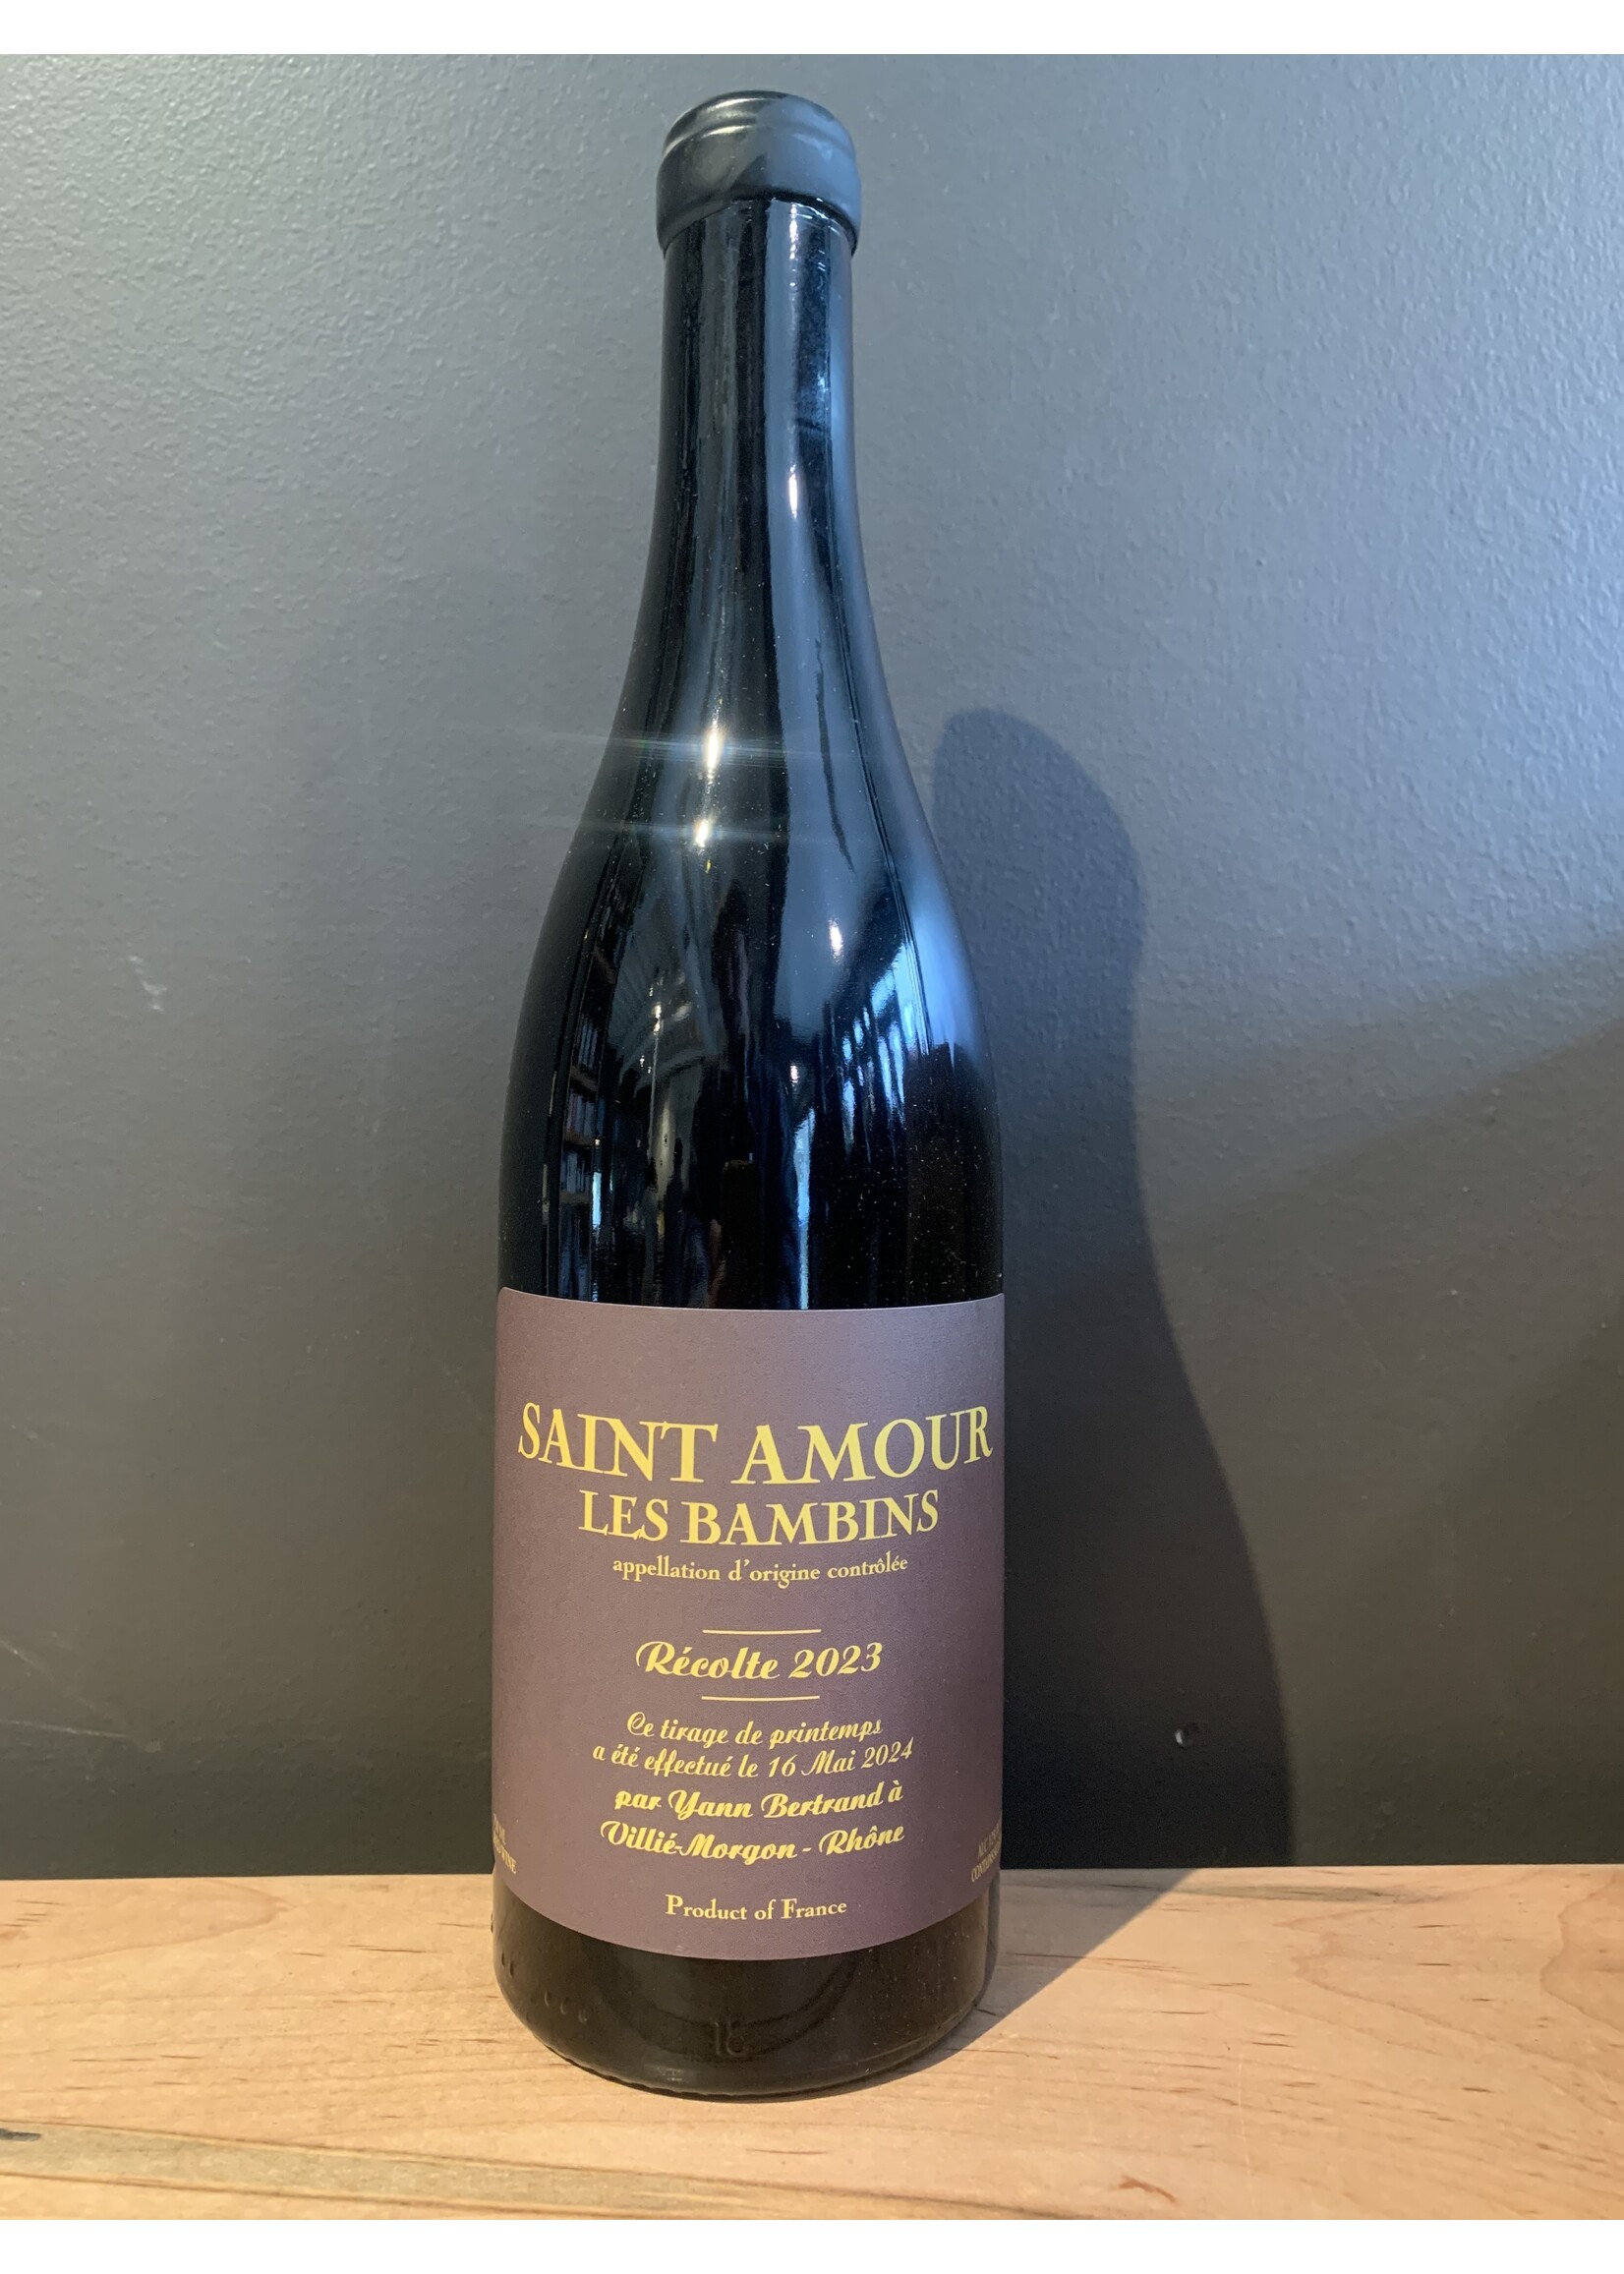 SAINT AMOUR
LES BAMBINS
appellation d'origine contrôlée
Récolte 2023
Ce tirage de printemps
a été effectué le 16 Mai 2024
par Yann Bertrand à
Villié-Morgon - Rhône
Product of France
18